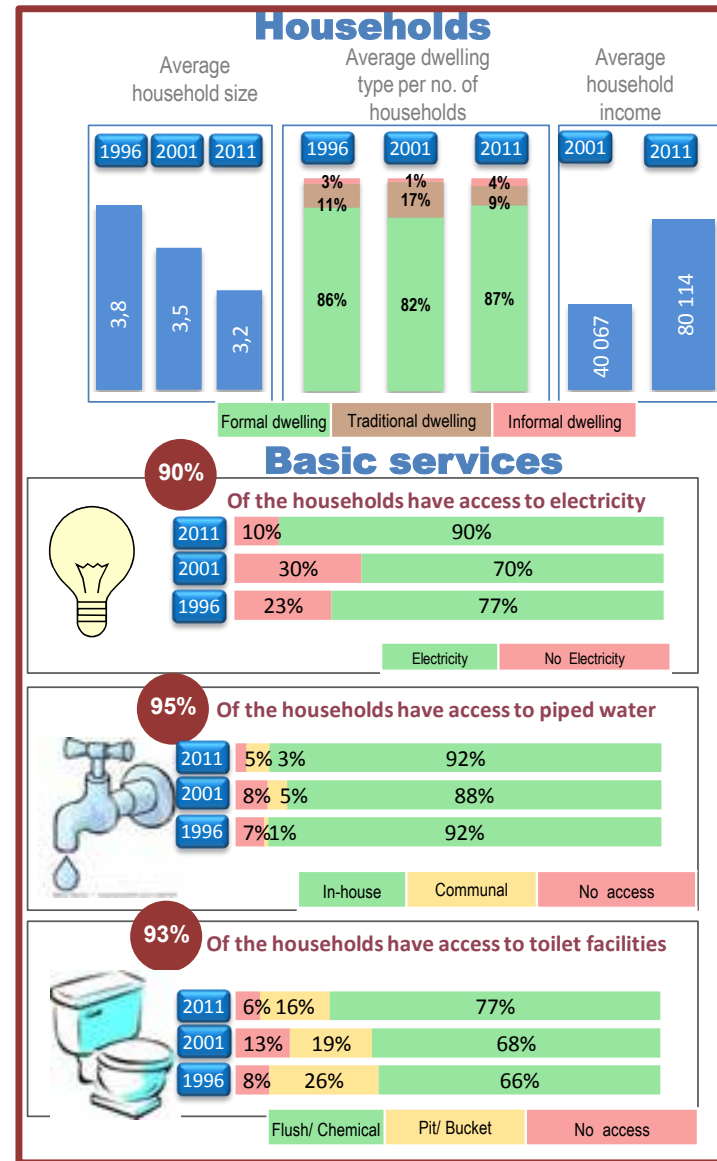 Households
Average
household size
Average dwelling
type per no. of
households
Average
household
income
1996 2001 2011
3,8 3,5 3,2
1996 2001 2011
3% 1% 4%
11% 17% 9%
86% 82% 87%
2001 2011
40 067 80 114
Formal dwelling Traditional dwelling Informal dwelling
Basic services
90%
Of the households have access to electricity
2011 10% 90%
2001 30% 70%
1996 23% 77%
Electricity No Electricity
95%
Of the households have access to piped water
2011 5% 3% 92%
2001 8% 5% 88%
1996 7% 1% 92%
In-house Communal No access
93%
Of the households have access to toilet facilities
2011 6% 16% 77%
2001 13% 19% 68%
1996 8% 26% 66%
Flush/ Chemical Pit/ Bucket No access